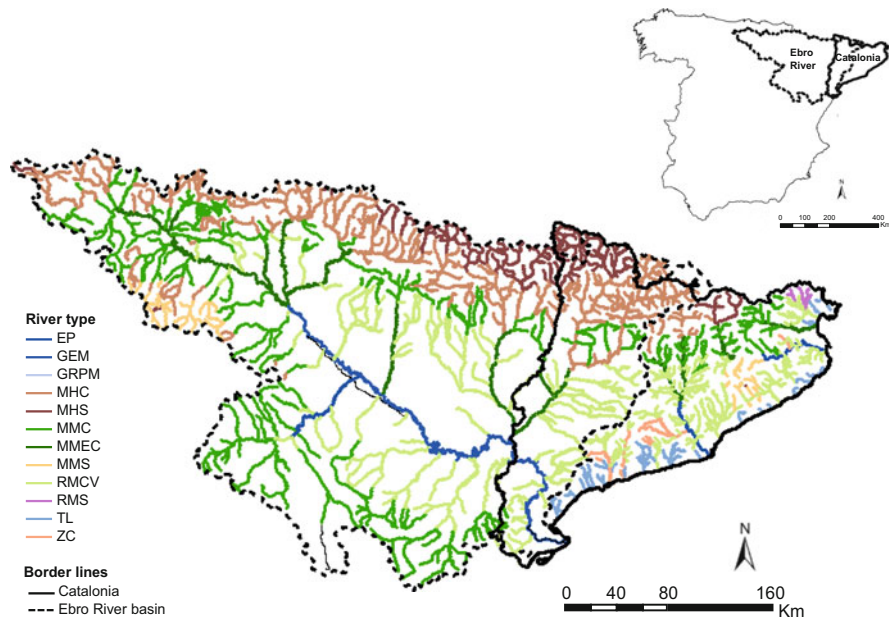 Ebro
River
Catalonia
N
0 100 200 400
Km
River type
EP
GEM
GRPM
MHC
MHS
MMC
MMEC
MMS
RMCV
RMS
TL
ZC
Border lines
Catalonia
Ebro River basin
N
0 40 80 160
Km